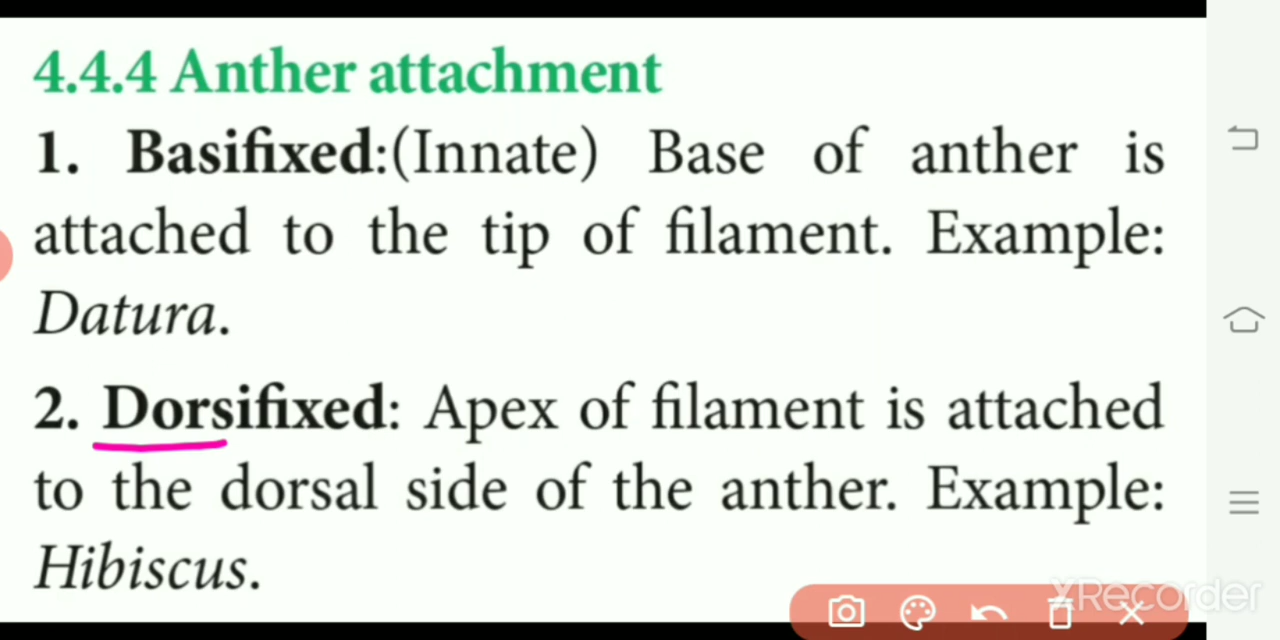 4.4.4 Anther attachment
1. Basifixed:(Innate) Base of anther is
attached to the tip of filament. Example:
Datura.
2. Dorsifixed: Apex of filament is attached
to the dorsal side of the anther. Example:
Hibiscus.
XRecorder